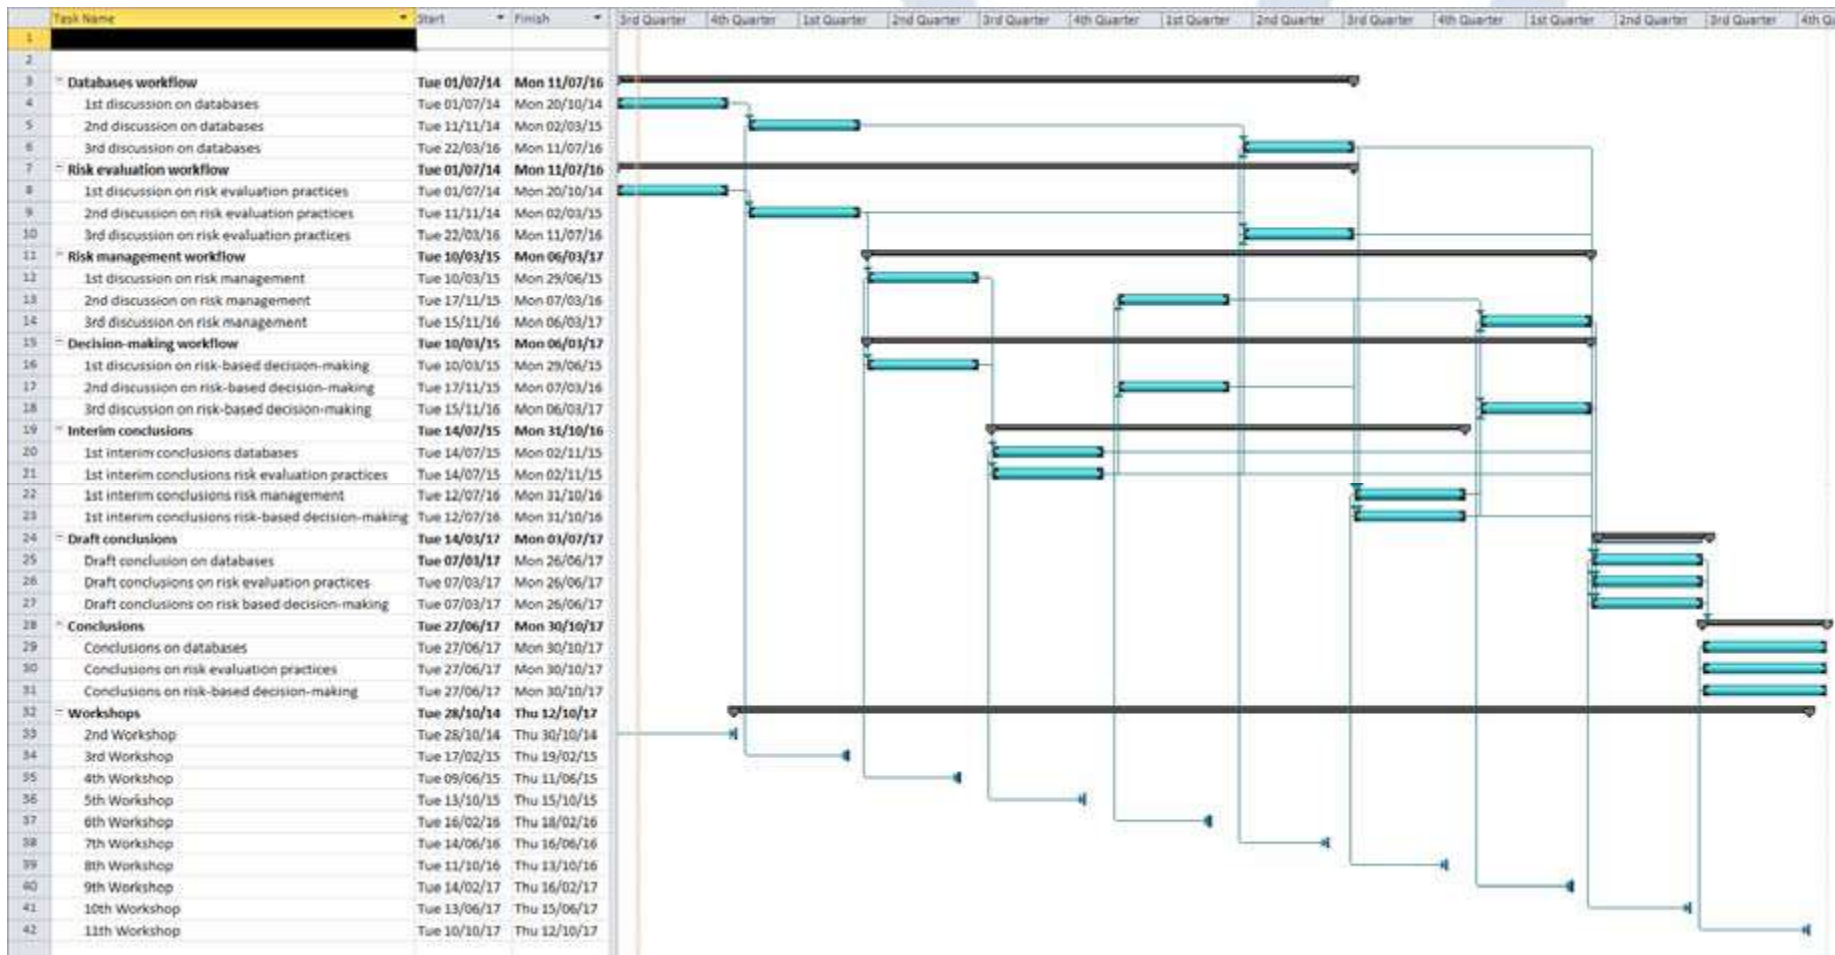 Task Name Start Finish 3rd Quarter 4th Quarter 1st Quarter 2nd Quarter 3rd Quarter 4th Quarter 1st Quarter 2nd Quarter 3rd Quarter 4th Quarter 1st Quarter 2nd Quarter 3rd Quarter 4th Q
1
2
3 Databases workflow Tue 01/07/14 Mon 11/07/16
4 1st discussion on databases Tue 01/07/14 Mon 20/10/14
5 2nd discussion on databases Tue 11/11/14 Mon 02/03/15
6 3rd discussion on databases Tue 22/03/16 Mon 11/07/16
7 Risk evaluation workflow Tue 01/07/14 Mon 11/07/16
8 1st discussion on risk evaluation practices Tue 01/07/14 Mon 20/10/14
9 2nd discussion on risk evaluation practices Tue 11/11/14 Mon 02/03/15
10 3rd discussion on risk evaluation practices Tue 22/03/16 Mon 11/07/16
11 Risk management workflow Tue 10/03/15 Mon 06/03/17
12 1st discussion on risk management Tue 10/03/15 Mon 29/06/15
13 2nd discussion on risk management Tue 17/11/15 Mon 07/03/16
14 3rd discussion on risk management Tue 15/11/16 Mon 06/03/17
15 Decision-making workflow Tue 10/03/15 Mon 06/03/17
16 1st discussion on risk-based decision-making Tue 10/03/15 Mon 29/06/15
17 2nd discussion on risk-based decision-making Tue 17/11/15 Mon 07/03/16
18 3rd discussion on risk-based decision-making Tue 15/11/16 Mon 06/03/17
19 Interim conclusions Tue 14/07/15 Mon 31/10/16
20 1st interim conclusions databases Tue 14/07/15 Mon 02/11/15
21 1st interim conclusions risk evaluation practices Tue 14/07/15 Mon 02/11/15
22 1st interim conclusions risk management Tue 12/07/16 Mon 31/10/16
23 1st interim conclusions risk-based decision-making Tue 12/07/16 Mon 31/10/16
24 Draft conclusions Tue 14/03/17 Mon 03/07/17
25 Draft conclusion on databases Tue 07/03/17 Mon 26/06/17
26 Draft conclusions on risk evaluation practices Tue 07/03/17 Mon 26/06/17
27 Draft conclusions on risk based decision-making Tue 07/03/17 Mon 26/06/17
28 Conclusions Tue 27/06/17 Mon 30/10/17
29 Conclusions on databases Tue 27/06/17 Mon 30/10/17
30 Conclusions on risk evaluation practices Tue 27/06/17 Mon 30/10/17
31 Conclusions on risk-based decision-making Tue 27/06/17 Mon 30/10/17
32 Workshops Tue 28/10/14 Thu 12/10/17
33 2nd Workshop Tue 28/10/14 Thu 30/10/14
34 3rd Workshop Tue 17/02/15 Thu 19/02/15
35 4th Workshop Tue 09/06/15 Thu 11/06/15
36 5th Workshop Tue 13/10/15 Thu 15/10/15
37 6th Workshop Tue 16/02/16 Thu 18/02/16
38 7th Workshop Tue 14/06/16 Thu 16/06/16
39 8th Workshop Tue 11/10/16 Thu 13/10/16
40 9th Workshop Tue 14/02/17 Thu 16/02/17
41 10th Workshop Tue 13/06/17 Thu 15/06/17
42 11th Workshop Tue 10/10/17 Thu 12/10/17